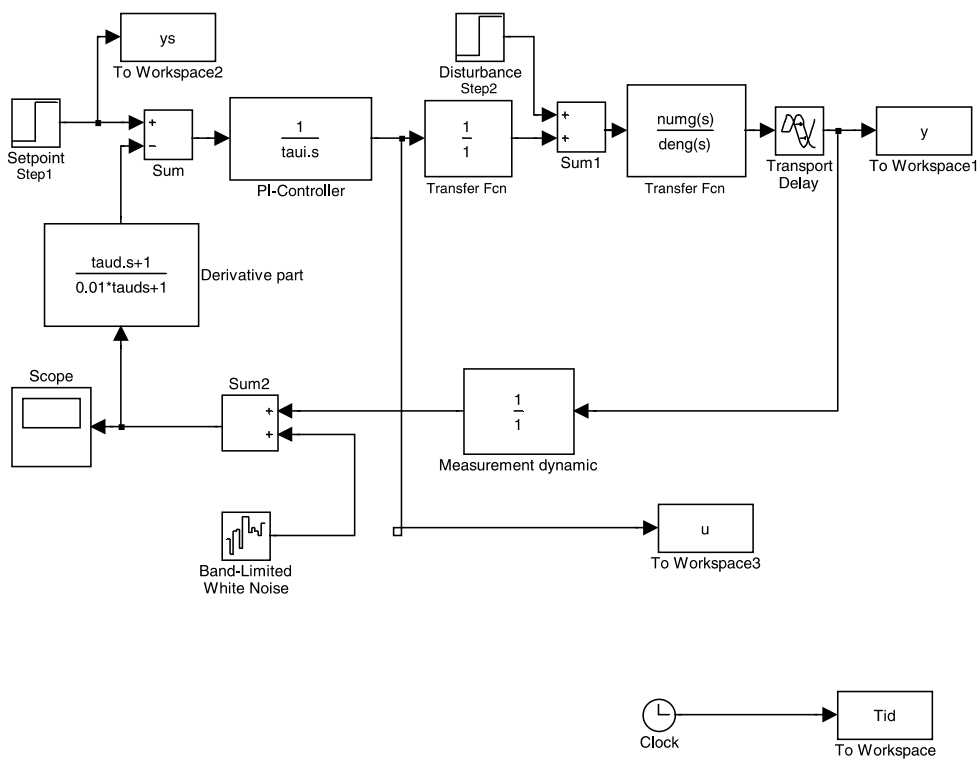 ys
To Workspace2
Disturbance
Step2
Setpoint
Step1
+
−
Sum
1
taui.s
PI-Controller
1
1
Transfer Fcn
+
+
Sum1
numg(s)
deng(s)
Transfer Fcn
Transport
Delay
y
To Workspace1
taud.s+1
0.01*tauds+1
Derivative part
Scope
Sum2
+
+
1
1
Measurement dynamic
Band-Limited
White Noise
u
To Workspace3
Clock
Tid
To Workspace